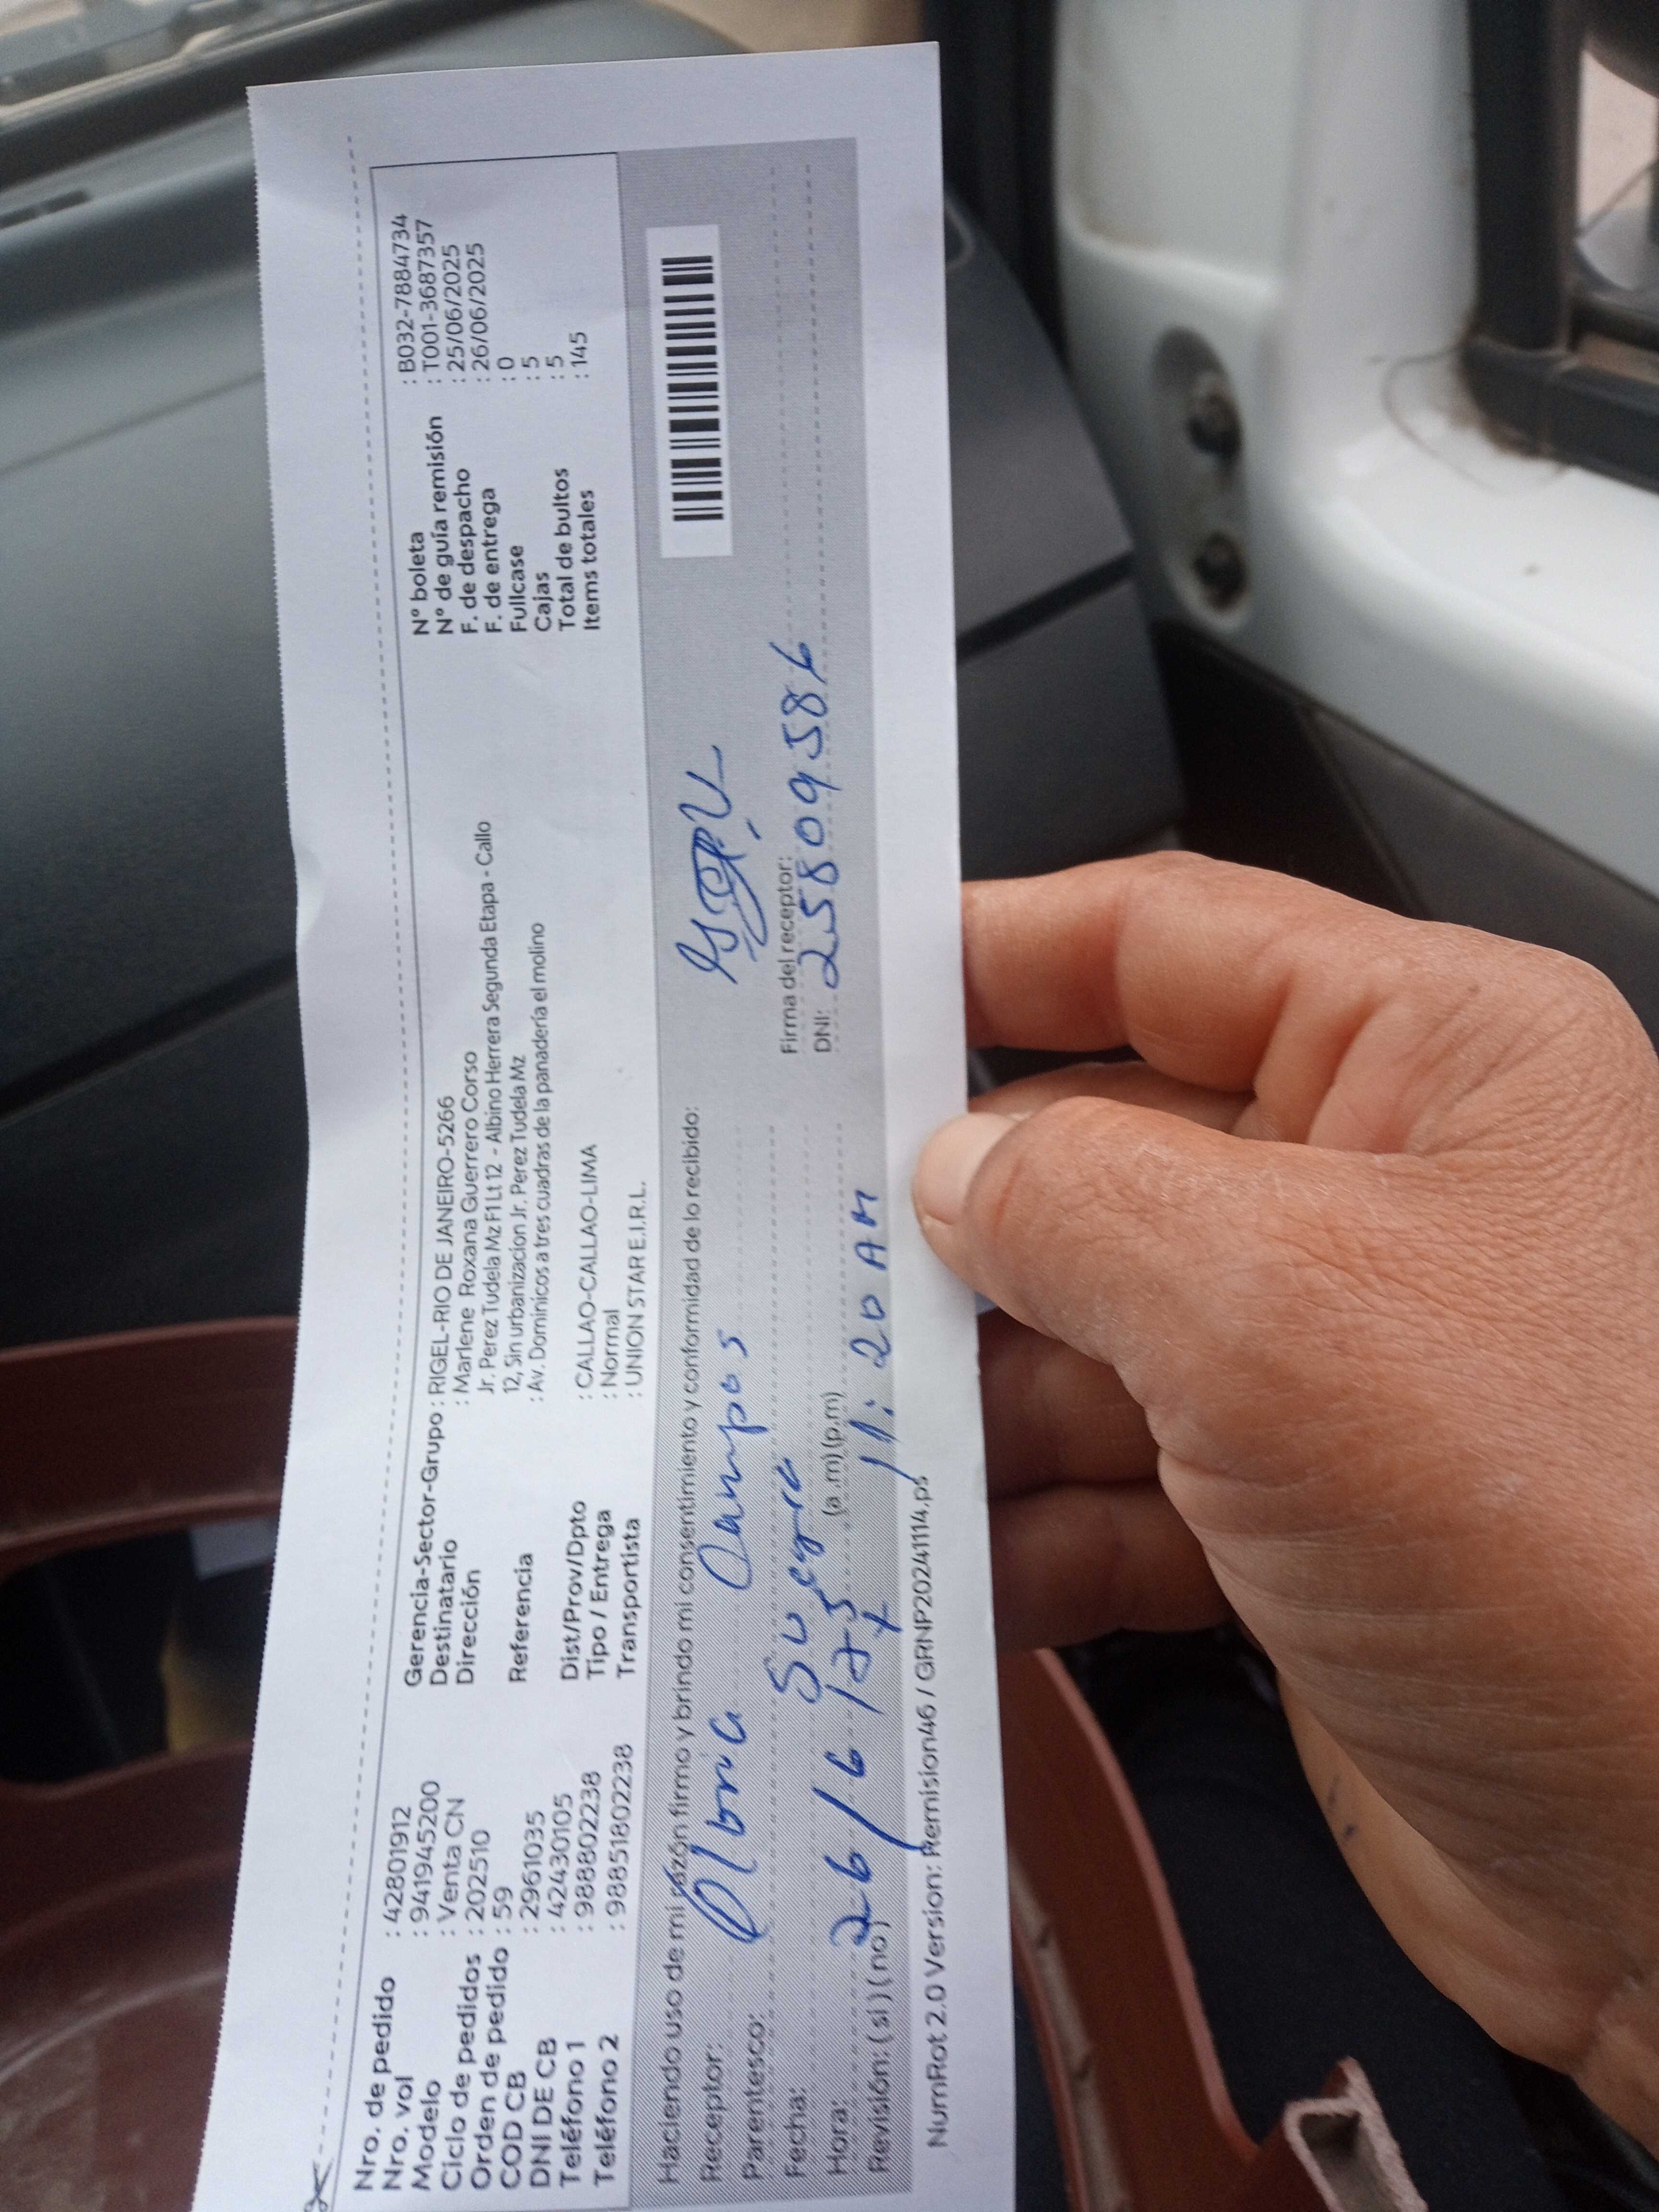 Nro. de pedido : 42801912
Nro. vol : 941945200
Modelo : Venta CN
Ciclo de pedidos : 202510
Orden de pedido : 59
COD CB : 2961035
DNI DE CB : 42430105
Teléfono 1 : 988802238
Teléfono 2 : 988518022​38
Gerencia-Sector-Grupo : RIGEL-RIO DE JANEIRO-5266
Destinatario : Marlene Roxana Guerrero Corso
Dirección Jr. Perez Tudela Mz F1 Lt 12 - Albino Herrera Segunda Etapa - Callo
12, Sin urbanizacion Jr. Perez Tudela Mz
Referencia : Av. Dominicos a tres cuadras de la panadería el molino
Dist/Prov/Dpto : CALLAO-CALLAO-LIMA
Tipo / Entrega : Normal
Transportista : UNION STAR E.I.R.L.
N° boleta : B032-7884734
N° de guía remisión : T001-3687357
F. de despacho : 25/06/2025
F. de entrega : 26/06/2025
Fullcase : 0
Cajas : 5
Total de bultos : 5
Items totales : 145
Haciendo uso de mi razón firmo y brindo mi consentimiento y conformidad de lo recibido:
Receptor: Campos
Parentesco: Suegra
Fecha: 26/6/
Hora: (a.m)(p.m) 11:20 AM
Revisión: (si) (no)
Firma del receptor:
DNI: 25809586
NumRot 2.0 Version: Remision46 / GRNP20241114.ps